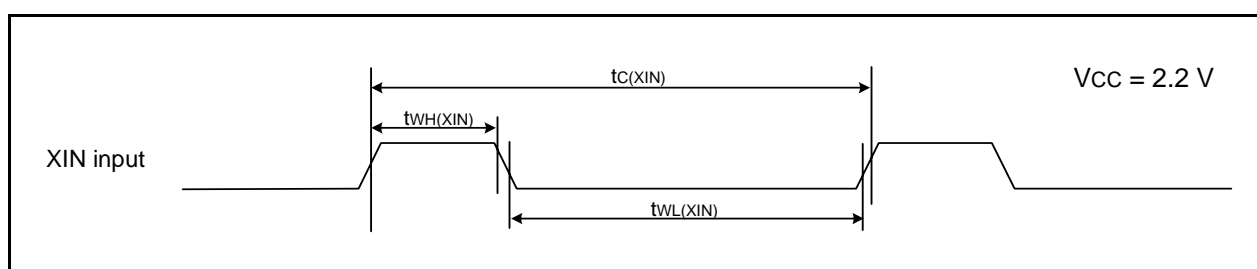 tC(XIN)
VCC = 2.2 V
tWH(XIN)
XIN input
tWL(XIN)